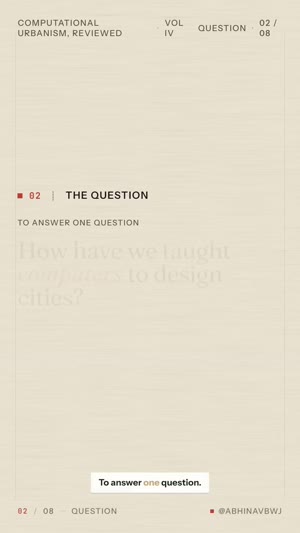 COMPUTATIONAL
URBANISM, REVIEWED
· VOL IV
QUESTION · 02 / 08
02 | THE QUESTION
TO ANSWER ONE QUESTION
How have we taught
computers to design
cities?
To answer one question.
02 / 08 — QUESTION
@ABHINAVBWJ